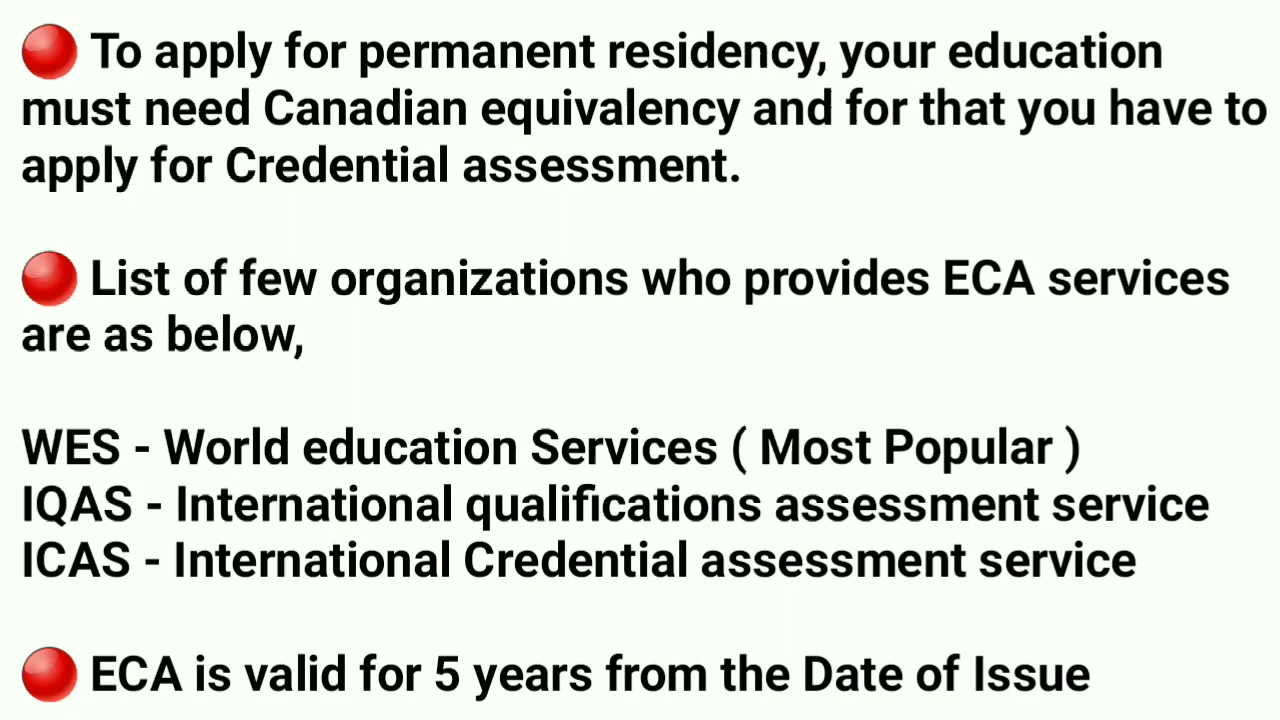 🔴 To apply for permanent residency, your education
must need Canadian equivalency and for that you have to
apply for Credential assessment.
🔴 List of few organizations who provides ECA services
are as below,
WES - World education Services ( Most Popular )
IQAS - International qualifications assessment service
ICAS - International Credential assessment service
🔴 ECA is valid for 5 years from the Date of Issue